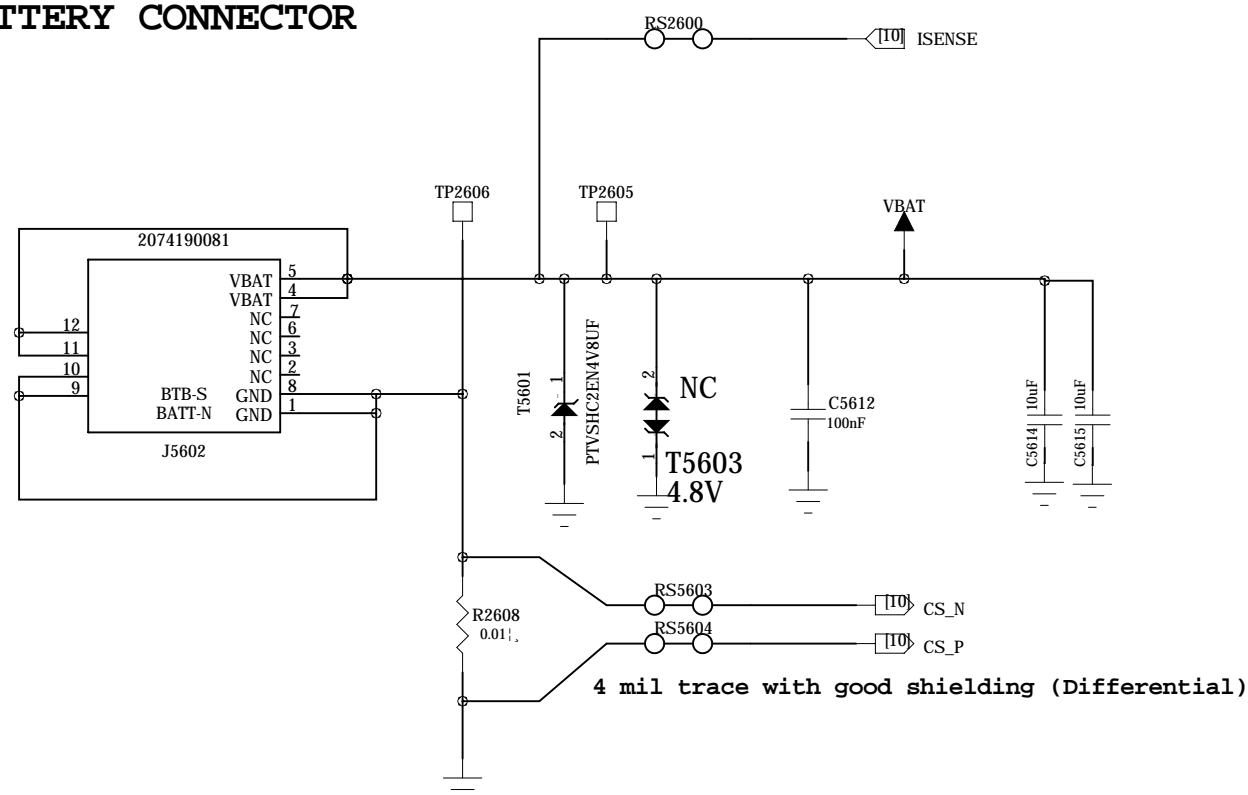 TTERY CONNECTOR
RS2600
[10] ISENSE
TP2606
TP2605
VBAT
2074190081
VBAT 5
VBAT 4
NC 7
NC 6
NC 3
NC 2
GND 8
GND 1
12
11
10
9
BTB-S
BATT-N
J5602
T5601
1
2
PTVSHC2EN4V8UF
2
NC
1
T5603
4.8V
C5612
100nF
C5614 10uF
C5615 10uF
R2608
0.01¦¸
RS5603
[10] CS_N
RS5604
[10] CS_P
4 mil trace with good shielding (Differential)